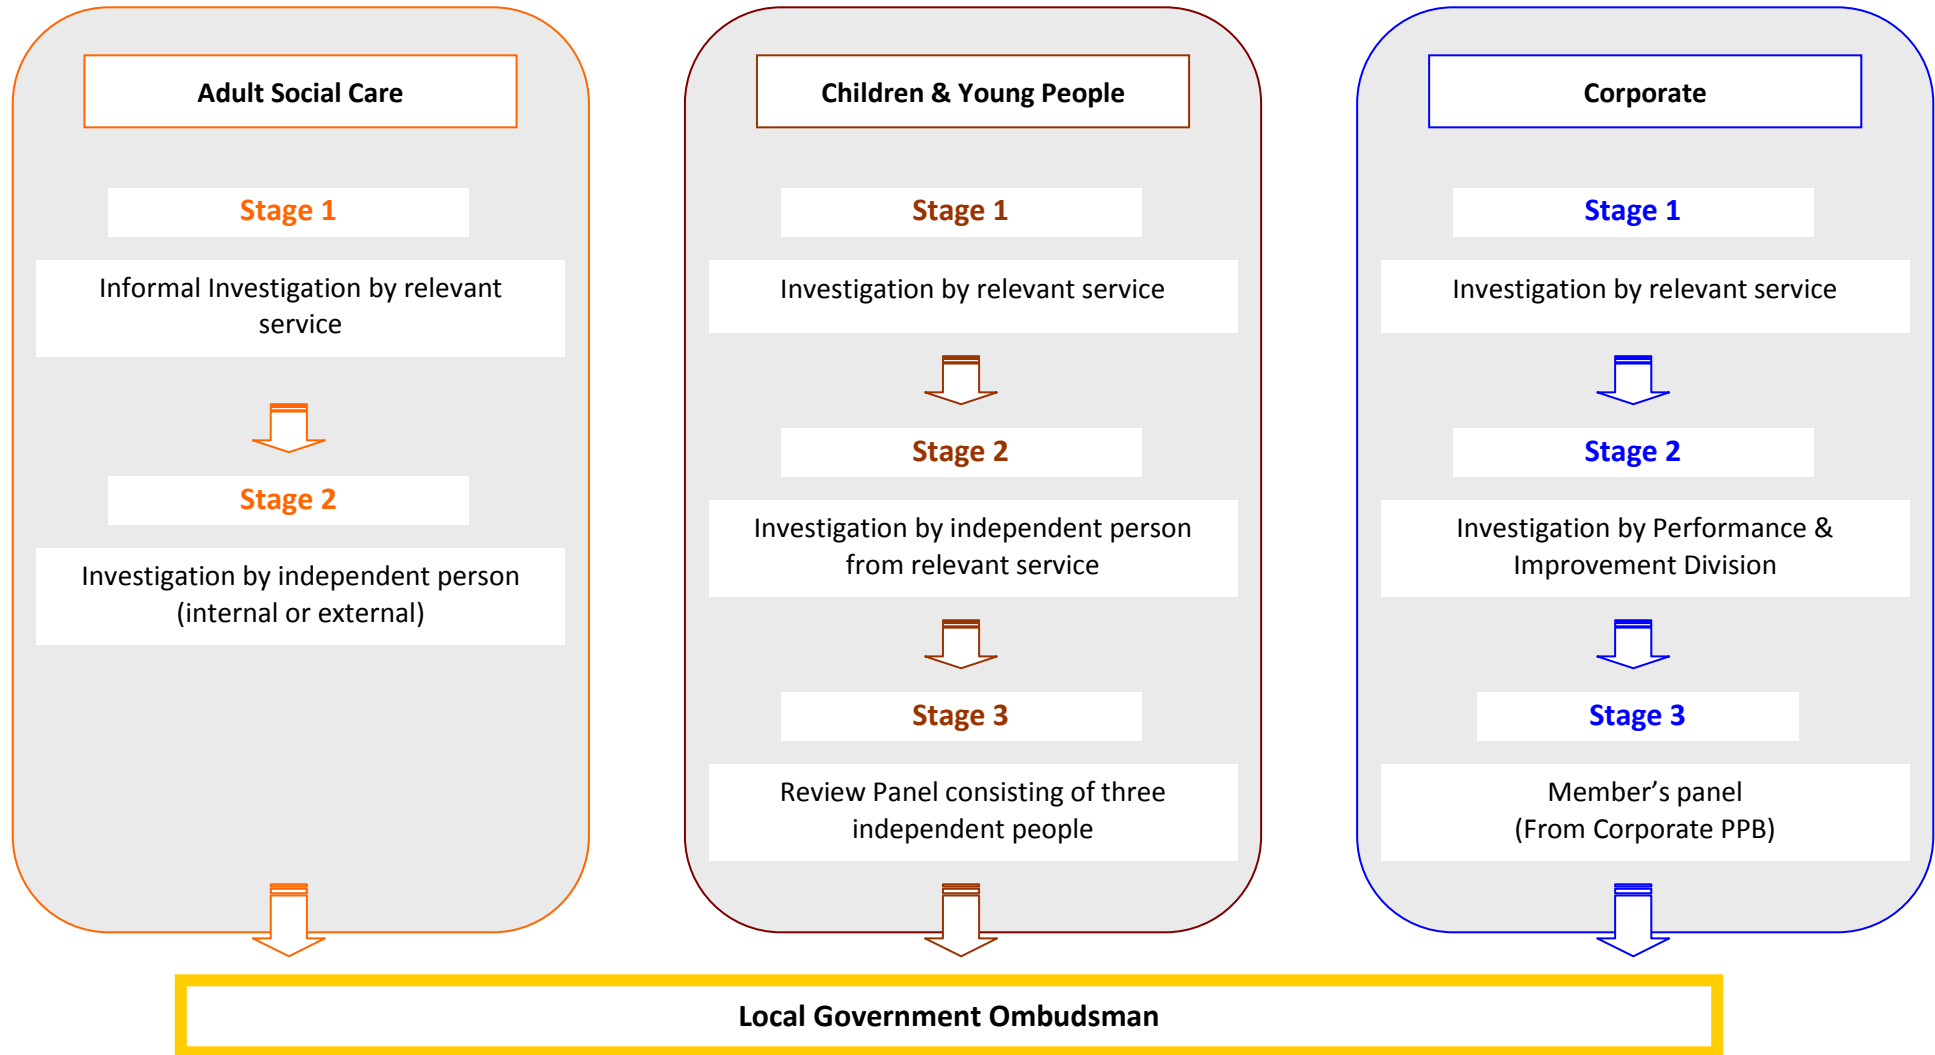 Adult Social Care
Stage 1
Informal Investigation by relevant
service
Stage 2
Investigation by independent person
(internal or external)
Children & Young People
Stage 1
Investigation by relevant service
Stage 2
Investigation by independent person
from relevant service
Stage 3
Review Panel consisting of three
independent people
Corporate
Stage 1
Investigation by relevant service
Stage 2
Investigation by Performance &
Improvement Division
Stage 3
Member’s panel
(From Corporate PPB)
Local Government Ombudsman